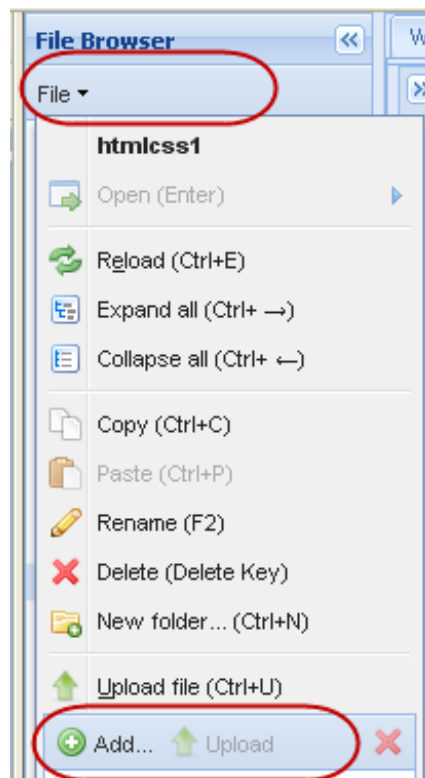 File Browser
W
File
htmlcss1
Open (Enter)
Reload (Ctrl+E)
Expand all (Ctrl+ →)
Collapse all (Ctrl+ ←)
Copy (Ctrl+C)
Paste (Ctrl+P)
Rename (F2)
Delete (Delete Key)
New folder... (Ctrl+N)
Upload file (Ctrl+U)
Add... Upload